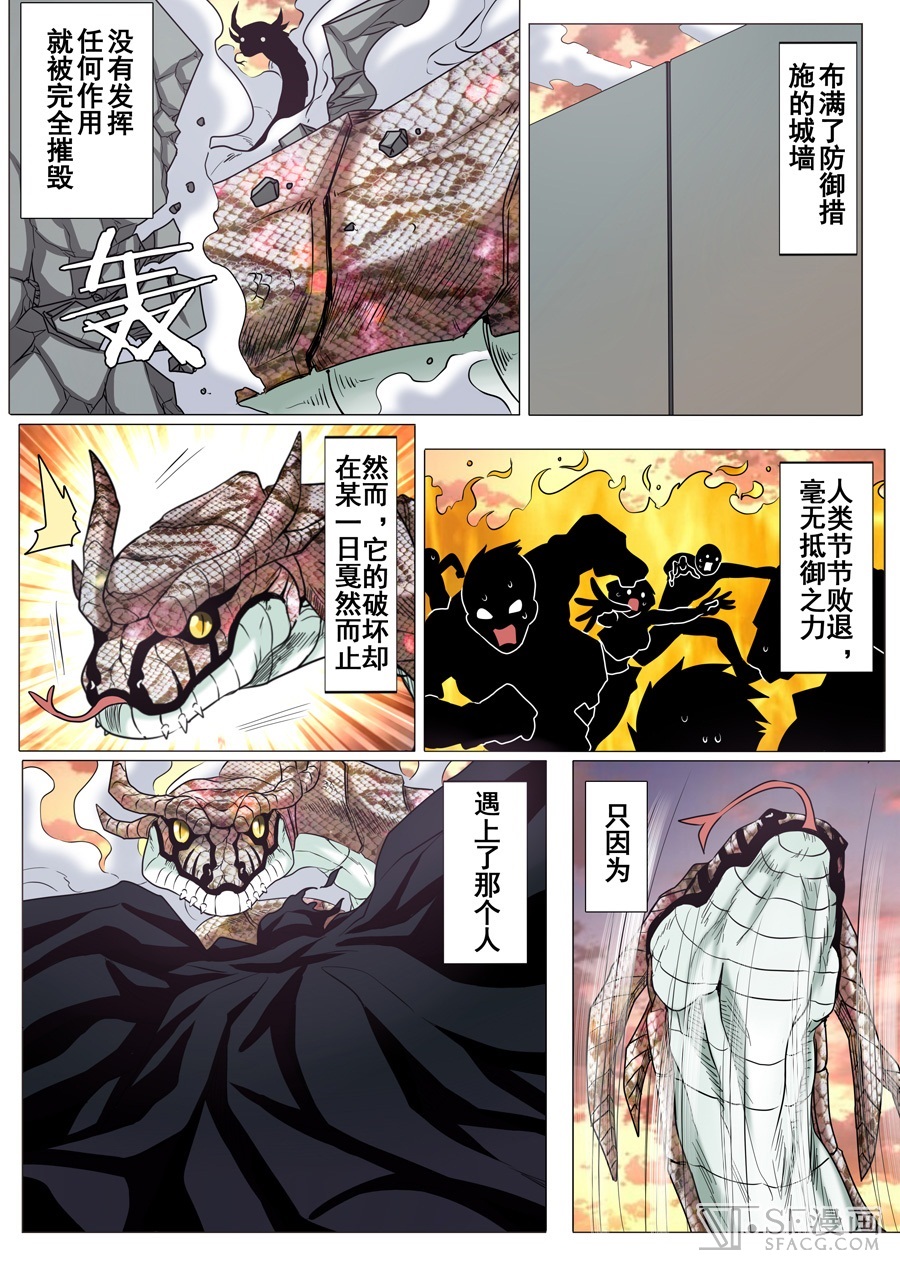 布满了防御措
施的城墙
没有发挥
任何作用
就被完全摧毁
轰
人类节节败退，
毫无抵御之力
然而，它的破坏却
在某一日戛然而止
只因为
遇上了那个人
SF漫画
SFACG.COM